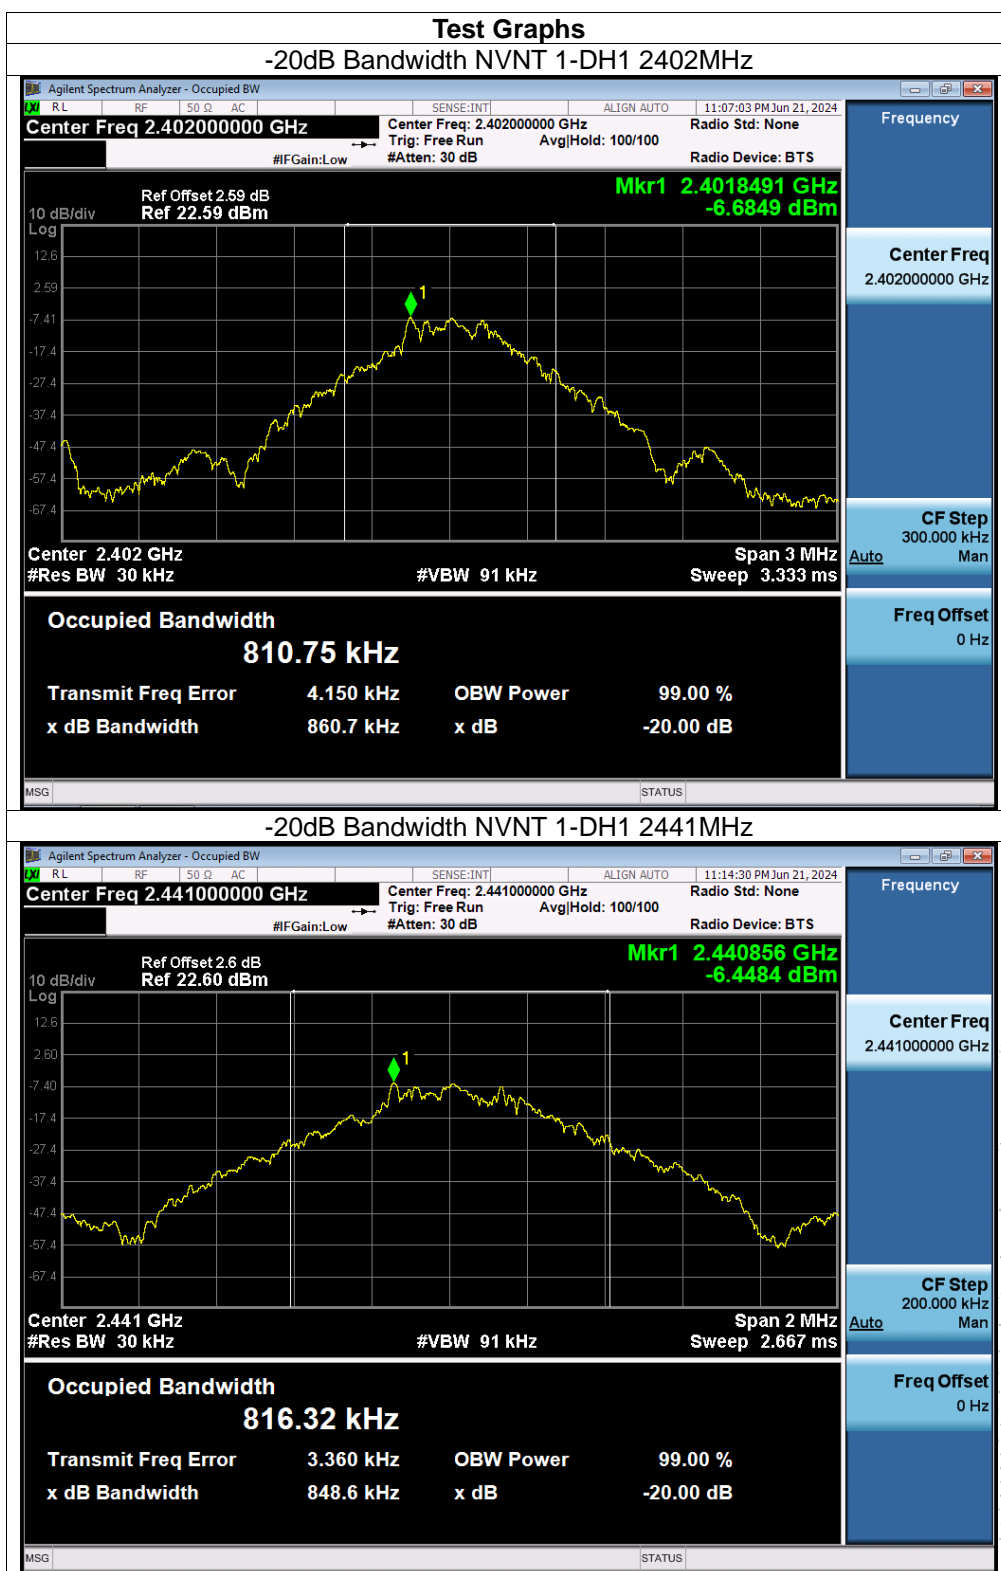 Test Graphs
-20dB Bandwidth NVNT 1-DH1 2402MHz
Agilent Spectrum Analyzer - Occupied BW
LXI RL RF 50 Ω AC SENSE:INT ALIGN AUTO 11:07:03 PM Jun 21, 2024
Center Freq 2.402000000 GHz
Center Freq: 2.402000000 GHz
Radio Std: None
Trig: Free Run Avg|Hold: 100/100
#IFGain:Low #Atten: 30 dB Radio Device: BTS
Frequency
Mkr1 2.4018491 GHz
-6.6849 dBm
Ref Offset 2.59 dB
10 dB/div Ref 22.59 dBm
Log
12.6
2.59
-7.41
-17.4
-27.4
-37.4
-47.4
-57.4
-67.4
1
Center 2.402 GHz Span 3 MHz
#Res BW 30 kHz #VBW 91 kHz Sweep 3.333 ms
Center Freq
2.402000000 GHz
CF Step
300.000 kHz
Auto Man
Freq Offset
0 Hz
Occupied Bandwidth
810.75 kHz
Transmit Freq Error 4.150 kHz OBW Power 99.00 %
x dB Bandwidth 860.7 kHz x dB -20.00 dB
MSG STATUS
-20dB Bandwidth NVNT 1-DH1 2441MHz
Agilent Spectrum Analyzer - Occupied BW
LXI RL RF 50 Ω AC SENSE:INT ALIGN AUTO 11:14:30 PM Jun 21, 2024
Center Freq 2.441000000 GHz
Center Freq: 2.441000000 GHz
Radio Std: None
Trig: Free Run Avg|Hold: 100/100
#IFGain:Low #Atten: 30 dB Radio Device: BTS
Frequency
Mkr1 2.440856 GHz
-6.4484 dBm
Ref Offset 2.6 dB
10 dB/div Ref 22.60 dBm
Log
12.6
2.60
-7.40
-17.4
-27.4
-37.4
-47.4
-57.4
-67.4
1
Center 2.441 GHz Span 2 MHz
#Res BW 30 kHz #VBW 91 kHz Sweep 2.667 ms
Center Freq
2.441000000 GHz
CF Step
200.000 kHz
Auto Man
Freq Offset
0 Hz
Occupied Bandwidth
816.32 kHz
Transmit Freq Error 3.360 kHz OBW Power 99.00 %
x dB Bandwidth 848.6 kHz x dB -20.00 dB
MSG STATUS